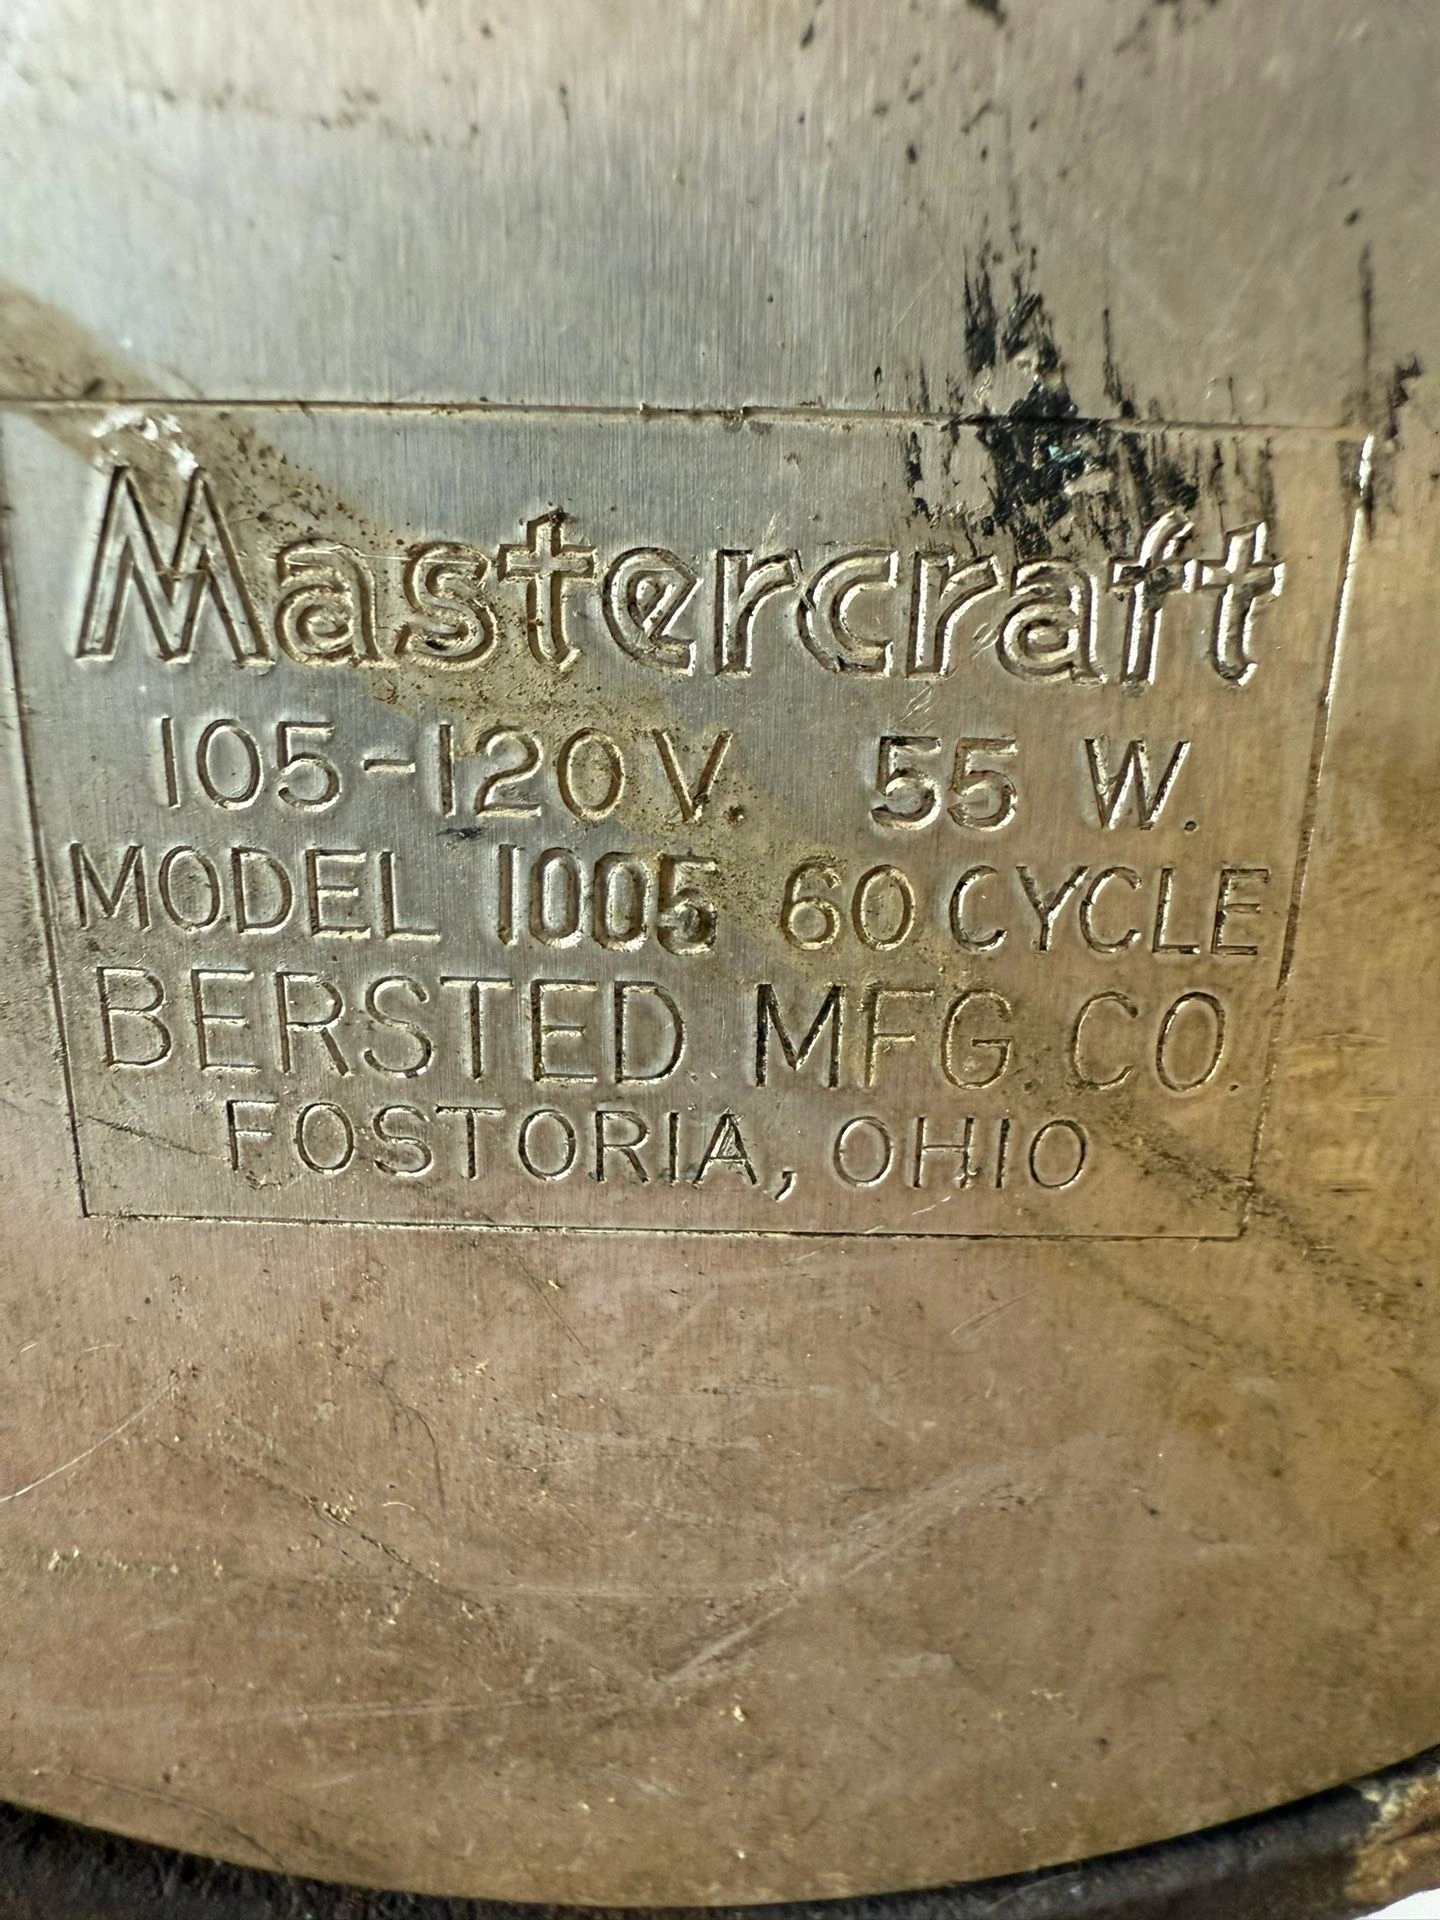 Mastercraft
105-120V. 55 W.
MODEL 1005 60 CYCLE
BERSTED MFG CO.
FOSTORIA, OHIO